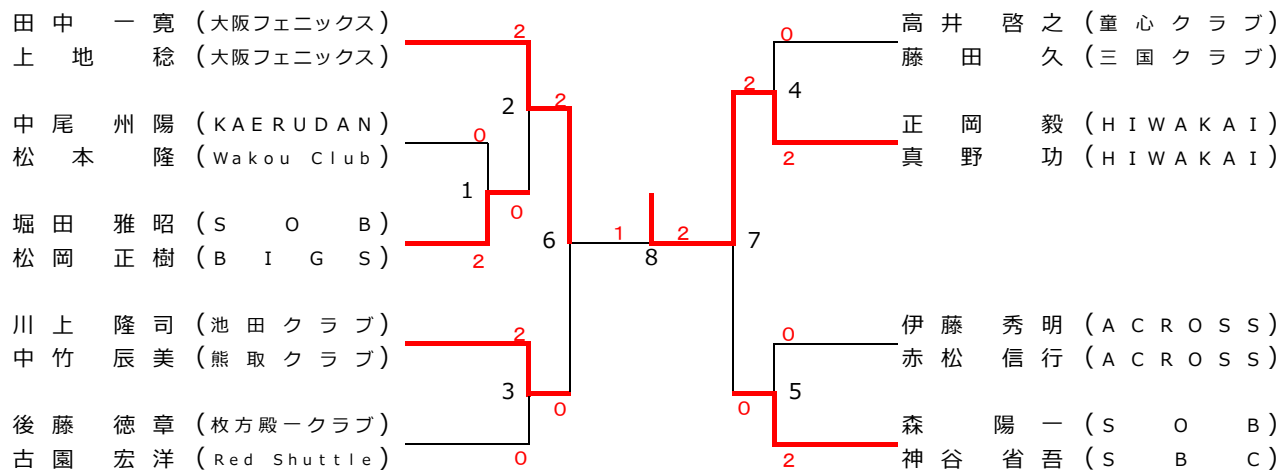 田中 一寛 (大阪フェニックス)
上地 稔 (大阪フェニックス)
中尾 州陽 (KAERUDAN)
松本 隆 (Wakou Club)
堀田 雅昭 (SOB)
松岡 正樹 (BIGS)
川上 隆司 (池田クラブ)
中竹 辰美 (熊取クラブ)
後藤 徳章 (枚方殿一クラブ)
古園 宏洋 (Red Shuttle)
2
2
2
0
1
0
2
6
2
3
0
0
1
8
2
0
2
4
2
7
0
5
0
2
高井 啓之 (童心クラブ)
藤田 久 (三国クラブ)
正岡 毅 (HIWAKAI)
真野 功 (HIWAKAI)
伊藤 秀明 (ACROSS)
赤松 信行 (ACROSS)
森 陽一 (SOB)
神谷 省吾 (SBC)